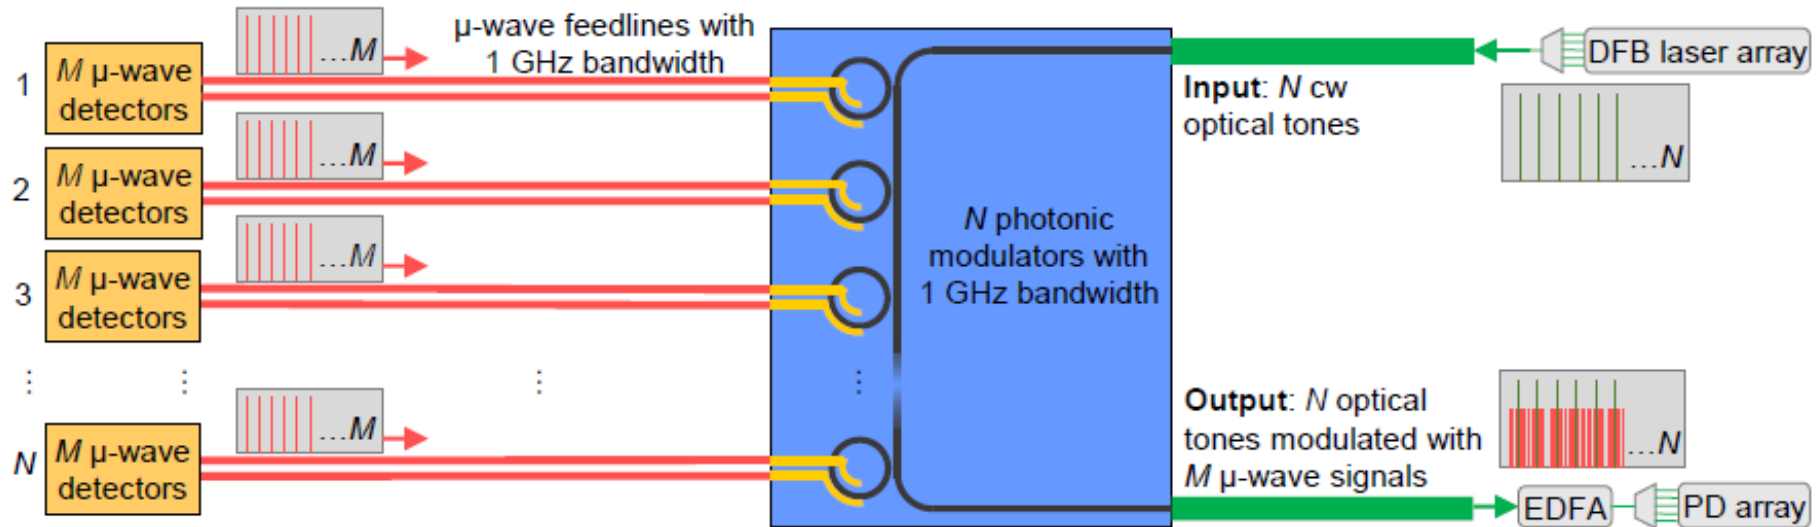 ...M
μ-wave feedlines with
1 GHz bandwidth
1
M μ-wave
detectors
DFB laser array
Input: N cw
optical tones
...N
...M
2
M μ-wave
detectors
...M
3
M μ-wave
detectors
N photonic
modulators with
1 GHz bandwidth
⋮
⋮
⋮
⋮
...M
N
M μ-wave
detectors
Output: N optical
tones modulated with
M μ-wave signals
...N
EDFA
PD array